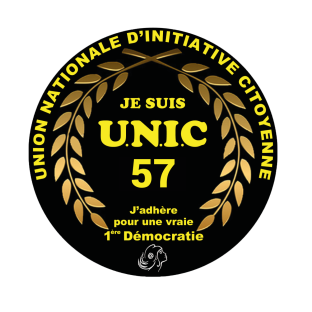 UNION NATIONALE D'INITIATIVE CITOYENNE
JE SUIS
U.N.I.C
57
J'adhère
pour une vraie
1ère Démocratie